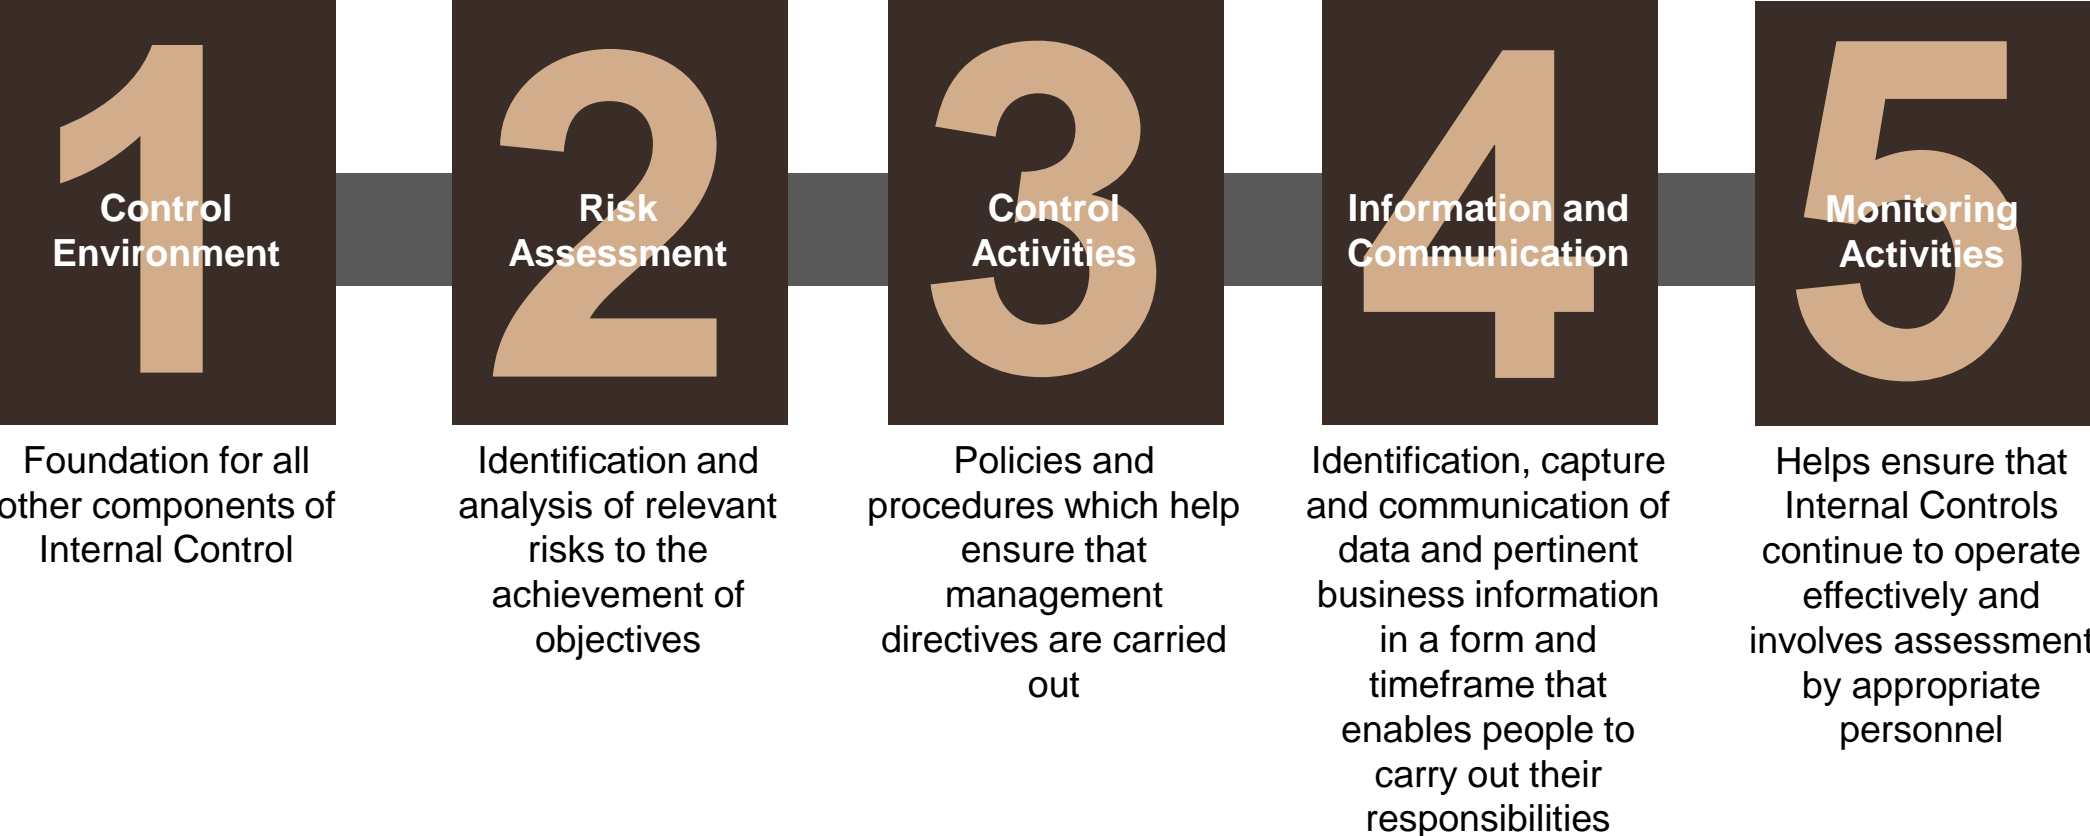 1
Control
Environment
Foundation for all
other components of
Internal Control
2
Risk
Assessment
Identification and
analysis of relevant
risks to the
achievement of
objectives
3
Control
Activities
Policies and
procedures which help
ensure that
management
directives are carried
out
4
Information and
Communication
Identification, capture
and communication of
data and pertinent
business information
in a form and
timeframe that
enables people to
carry out their
responsibilities
5
Monitoring
Activities
Helps ensure that
Internal Controls
continue to operate
effectively and
involves assessment
by appropriate
personnel